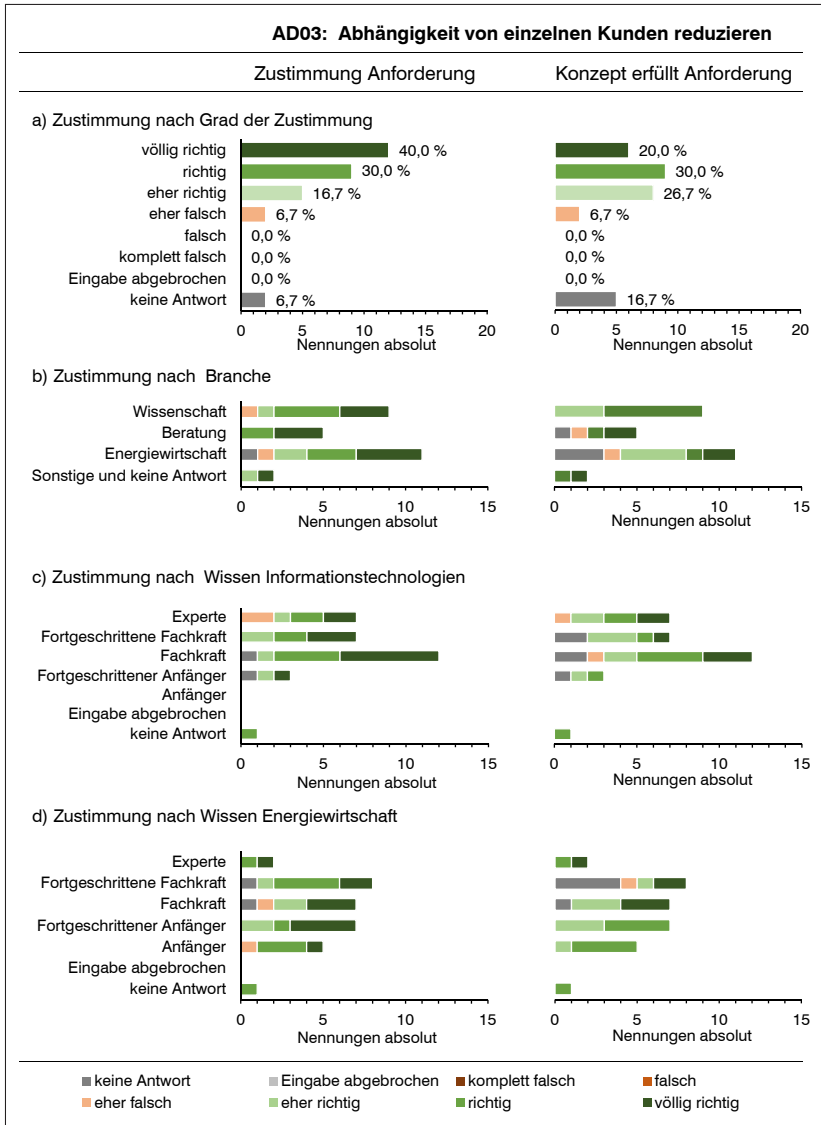 AD03: Abhängigkeit von einzelnen Kunden reduzieren
Zustimmung Anforderung Konzept erfüllt Anforderung
a) Zustimmung nach Grad der Zustimmung
völlig richtig 40,0 % 20,0 %
richtig 30,0 % 30,0 %
eher richtig 16,7 % 26,7 %
eher falsch 6,7 % 6,7 %
falsch 0,0 % 0,0 %
komplett falsch 0,0 % 0,0 %
Eingabe abgebrochen 0,0 % 0,0 %
keine Antwort 6,7 % 16,7 %
0 5 10 15 20 0 5 10 15 20
Nennungen absolut Nennungen absolut
b) Zustimmung nach Branche
Wissenschaft
Beratung
Energiewirtschaft
Sonstige und keine Antwort
0 5 10 15 0 5 10 15
Nennungen absolut Nennungen absolut
c) Zustimmung nach Wissen Informationstechnologien
Experte
Fortgeschrittene Fachkraft
Fachkraft
Fortgeschrittener Anfänger
Anfänger
Eingabe abgebrochen
keine Antwort
0 5 10 15 0 5 10 15
Nennungen absolut Nennungen absolut
d) Zustimmung nach Wissen Energiewirtschaft
Experte
Fortgeschrittene Fachkraft
Fachkraft
Fortgeschrittener Anfänger
Anfänger
Eingabe abgebrochen
keine Antwort
0 5 10 15 0 5 10 15
Nennungen absolut Nennungen absolut
keine Antwort Eingabe abgebrochen komplett falsch falsch
eher falsch eher richtig richtig völlig richtig